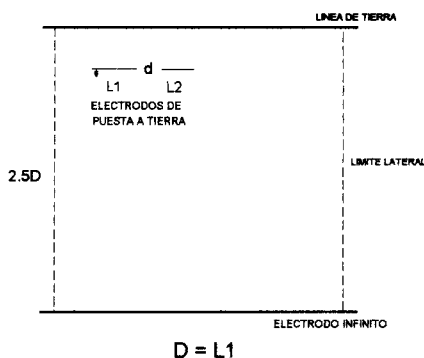 LINEA DE TIERRA
d
L1 L2
ELECTRODOS DE
PUESTA A TIERRA
LIMITE LATERAL
2.5D
ELECTRODO INFINITO
D = L1